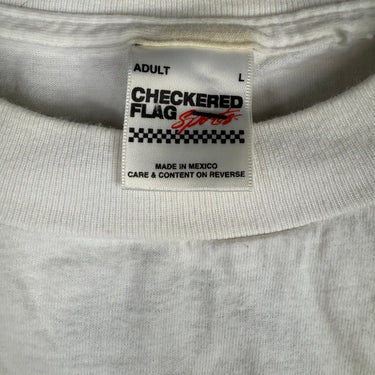 ADULT L
CHECKERED
FLAG Sports
MADE IN MEXICO
CARE & CONTENT ON REVERSE